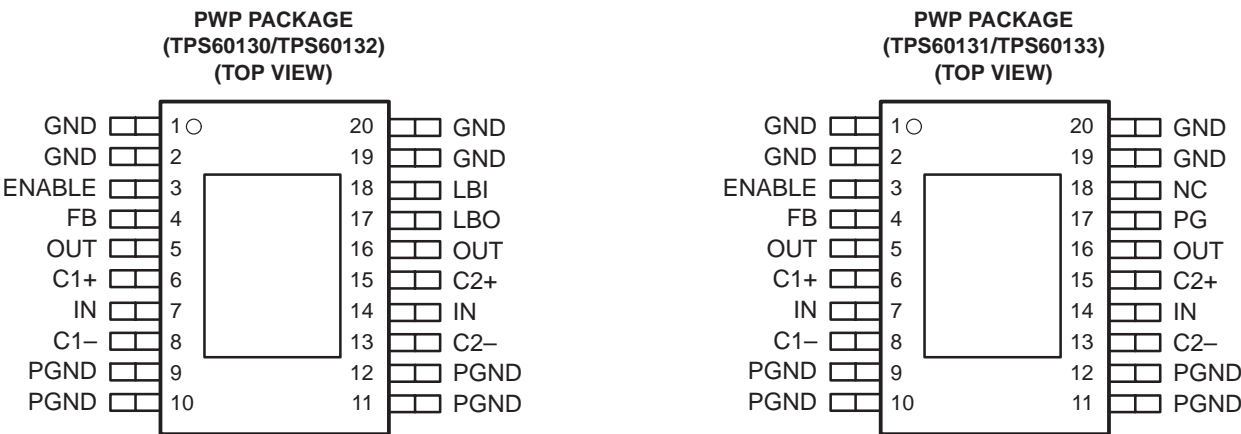 PWP PACKAGE
(TPS60130/TPS60132)
(TOP VIEW)
GND 1 20 GND
GND 2 19 GND
ENABLE 3 18 LBI
FB 4 17 LBO
OUT 5 16 OUT
C1+ 6 15 C2+
IN 7 14 IN
C1– 8 13 C2–
PGND 9 12 PGND
PGND 10 11 PGND
PWP PACKAGE
(TPS60131/TPS60133)
(TOP VIEW)
GND 1 20 GND
GND 2 19 GND
ENABLE 3 18 NC
FB 4 17 PG
OUT 5 16 OUT
C1+ 6 15 C2+
IN 7 14 IN
C1– 8 13 C2–
PGND 9 12 PGND
PGND 10 11 PGND